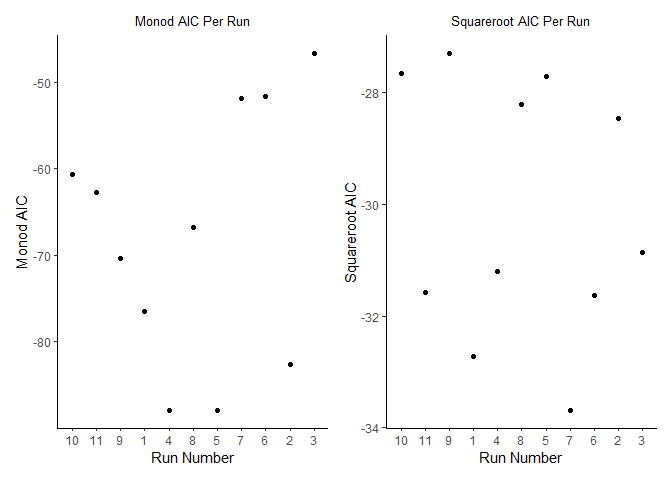 Monod AIC Per Run
Monod AIC
-50
-60
-70
-80
10 11 9 1 4 8 5 7 6 2 3
Run Number
Squareroot AIC Per Run
Squareroot AIC
-28
-30
-32
-34
10 11 9 1 4 8 5 7 6 2 3
Run Number